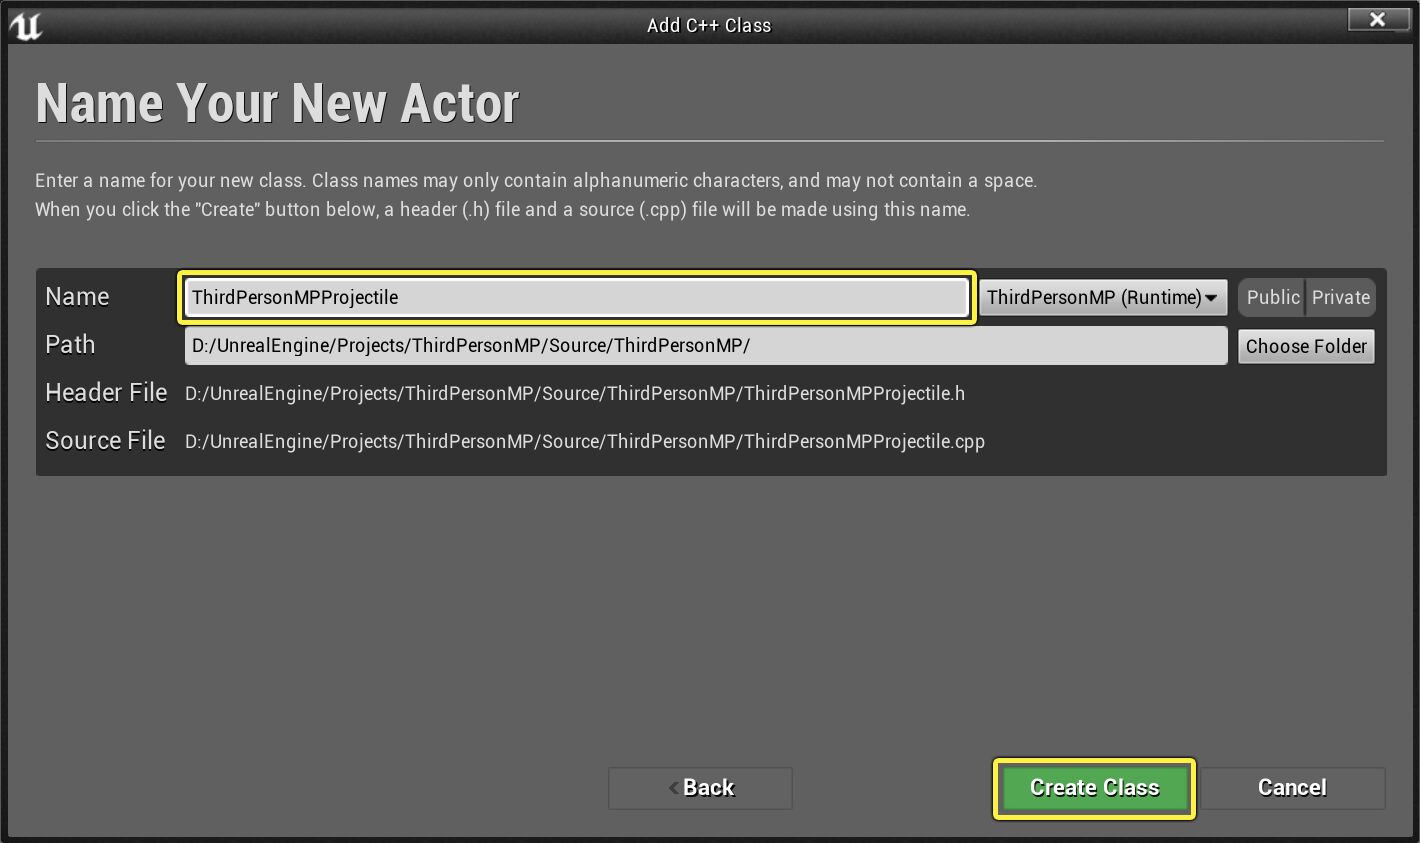 Add C++ Class
Name Your New Actor
Enter a name for your new class. Class names may only contain alphanumeric characters, and may not contain a space.
When you click the "Create" button below, a header (.h) file and a source (.cpp) file will be made using this name.
Name ThirdPersonMPProjectile ThirdPersonMP (Runtime) Public Private
Path D:/UnrealEngine/Projects/ThirdPersonMP/Source/ThirdPersonMP/ Choose Folder
Header File D:/UnrealEngine/Projects/ThirdPersonMP/Source/ThirdPersonMP/ThirdPersonMPProjectile.h
Source File D:/UnrealEngine/Projects/ThirdPersonMP/Source/ThirdPersonMP/ThirdPersonMPProjectile.cpp
Back Create Class Cancel